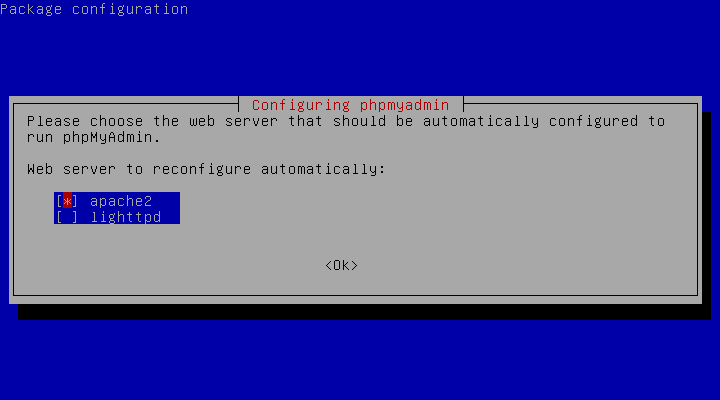 Package configuration
Configuring phpmyadmin
Please choose the web server that should be automatically configured to
run phpMyAdmin.
Web server to reconfigure automatically:
[*] apache2
[ ] lighttpd
<Ok>